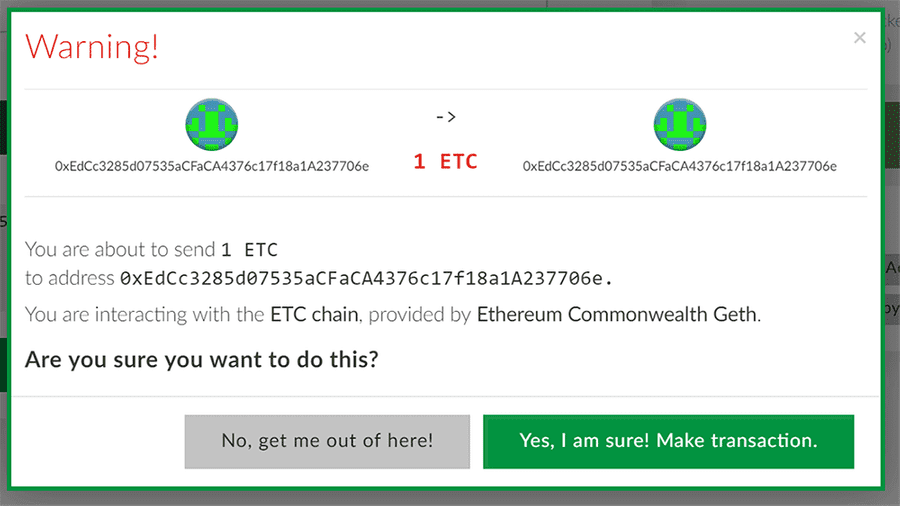 Warning!
×
->
0xEdCc3285d07535aCFaCA4376c17f18a1A237706e
1 ETC
0xEdCc3285d07535aCFaCA4376c17f18a1A237706e
You are about to send 1 ETC
to address 0xEdCc3285d07535aCFaCA4376c17f18a1A237706e.
You are interacting with the ETC chain, provided by Ethereum Commonwealth Geth.
Are you sure you want to do this?
No, get me out of here!
Yes, I am sure! Make transaction.